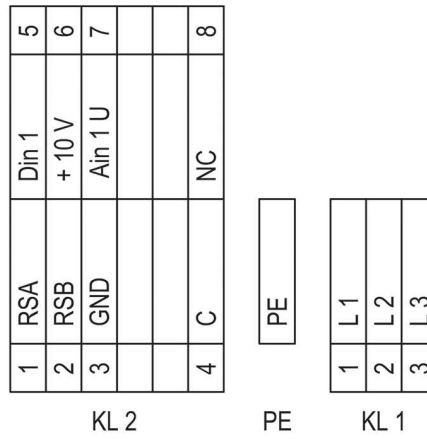 5 6 7 8
Din 1 + 10 V Ain 1 U NC
RSA RSB GND C PE L 1 L 2 L 3
1 2 3 4 1 2 3
KL 2 PE KL 1